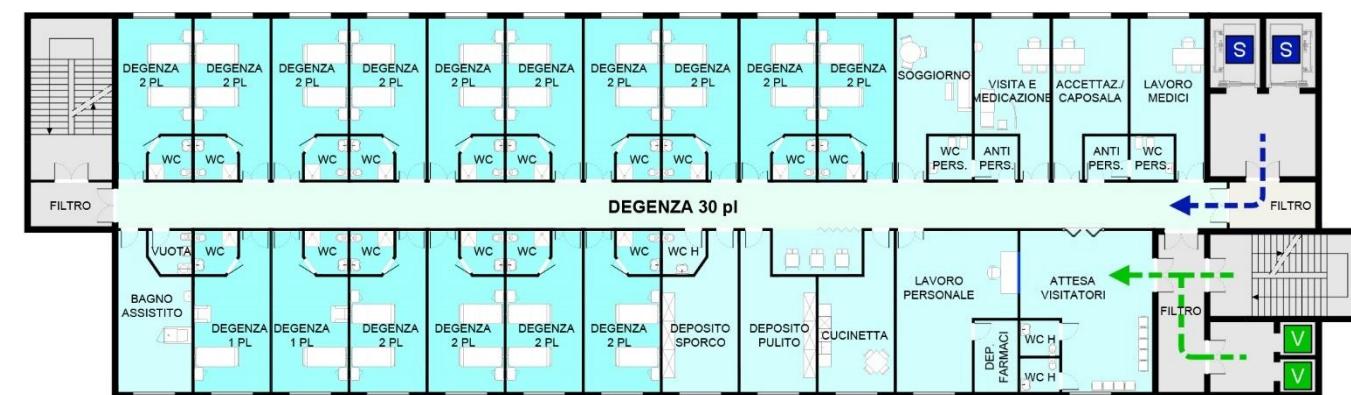 S S
DEGENZA DEGENZA DEGENZA DEGENZA DEGENZA DEGENZA DEGENZA DEGENZA DEGENZA DEGENZA
2 PL 2 PL 2 PL 2 PL 2 PL 2 PL 2 PL 2 PL 2 PL 2 PL
SOGGIORNO
VISITA E
MEDICAZIONE
ACCETTAZ./
CAPOSALA
LAVORO
MEDICI
WC WC WC WC WC WC WC WC WC WC
WC
PERS.
ANTI
PERS.
ANTI
PERS.
WC
PERS.
FILTRO
DEGENZA 30 pl
FILTRO
VUOTA WC WC WC WC WC WC H
BAGNO
ASSISTITO
DEGENZA
1 PL
DEGENZA
1 PL
DEGENZA
2 PL
DEGENZA
2 PL
DEGENZA
2 PL
DEGENZA
2 PL
DEPOSITO
SPORCO
DEPOSITO
PULITO
CUCINETTA
LAVORO
PERSONALE
DEP.
FARMACI
ATTESA
VISITATORI
WC H
WC H
FILTRO
V
V